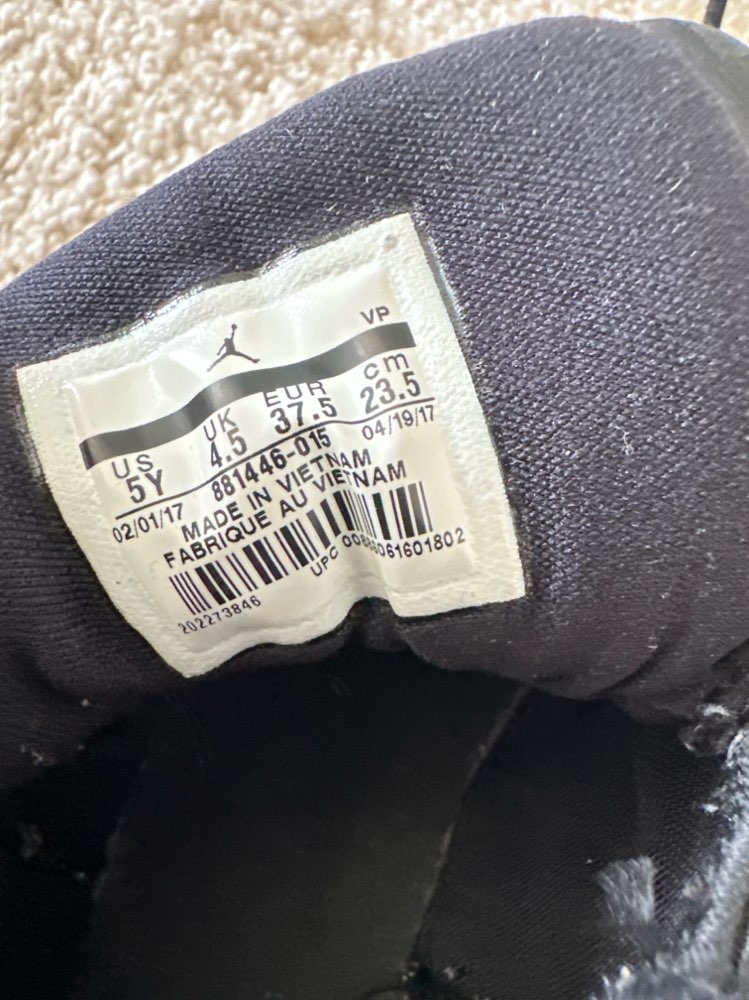 VP
US UK EUR cm
5Y 4.5 37.5 23.5
881446-015
02/01/17 04/19/17
MADE IN VIETNAM
FABRIQUE AU VIETNAM
UPC
202273846